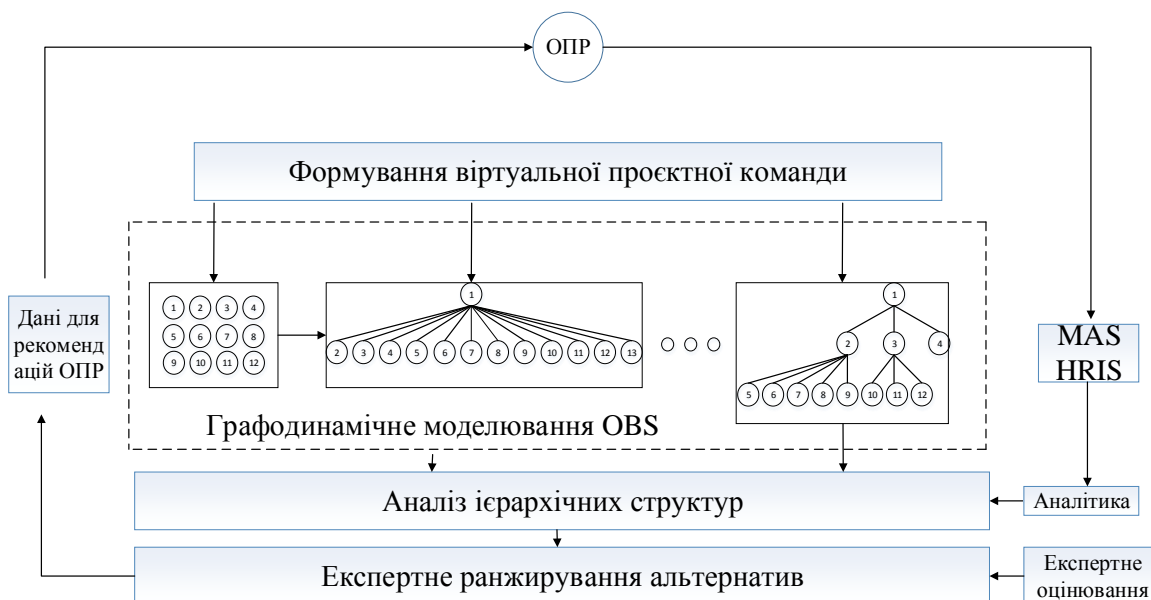 ОПР
Формування віртуальної проєктної команди
1 2 3 4
5 6 7 8
9 10 11 12
1
2 3 4 5 6 7 8 9 10 11 12 13
1
2 3 4
5 6 7 8 9 10 11 12
Дані для
рекоменд
ацій ОПР
MAS
HRIS
Графодинамічне моделювання OBS
Аналіз ієрархічних структур
Аналітика
Експертне ранжирування альтернатив
Експертне
оцінювання